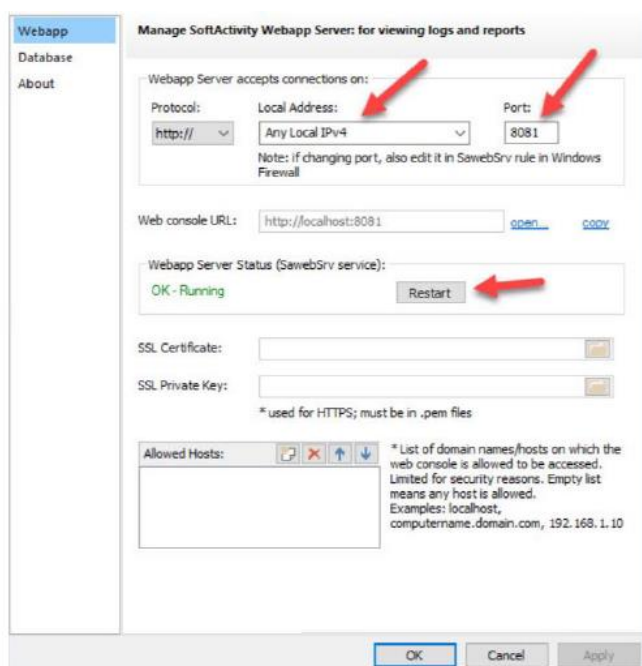 Webapp
Database
About
Manage SoftActivity Webapp Server: for viewing logs and reports
Webapp Server accepts connections on:
Protocol: Local Address: Port:
http:// Any Local IPv4 8081
Note: if changing port, also edit it in SawebSrv rule in Windows
Firewall
Web console URL: http://localhost:8081 open... copy
Webapp Server Status (SawebSrv service):
OK - Running Restart
SSL Certificate:
SSL Private Key:
* used for HTTPS; must be in .pem files
Allowed Hosts:
* List of domain names/hosts on which the
web console is allowed to be accessed.
Limited for security reasons. Empty list
means any host is allowed.
Examples: localhost,
computername.domain.com, 192.168.1.10
OK Cancel Apply